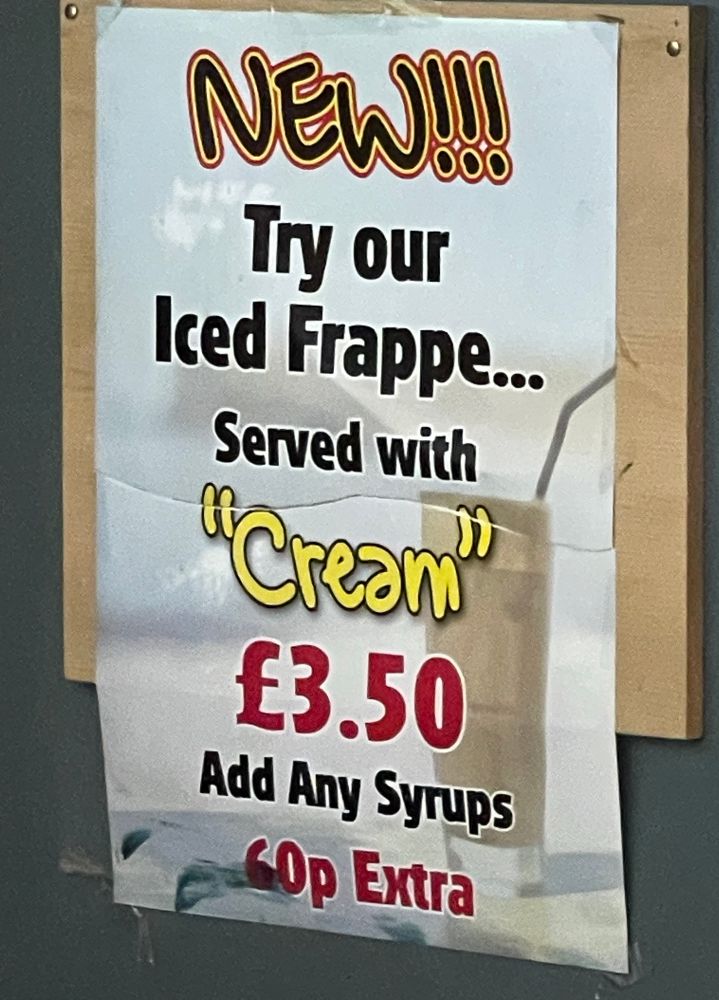 NEW!!!
Try our
Iced Frappe...
Served with
"Cream"
£3.50
Add Any Syrups
60p Extra